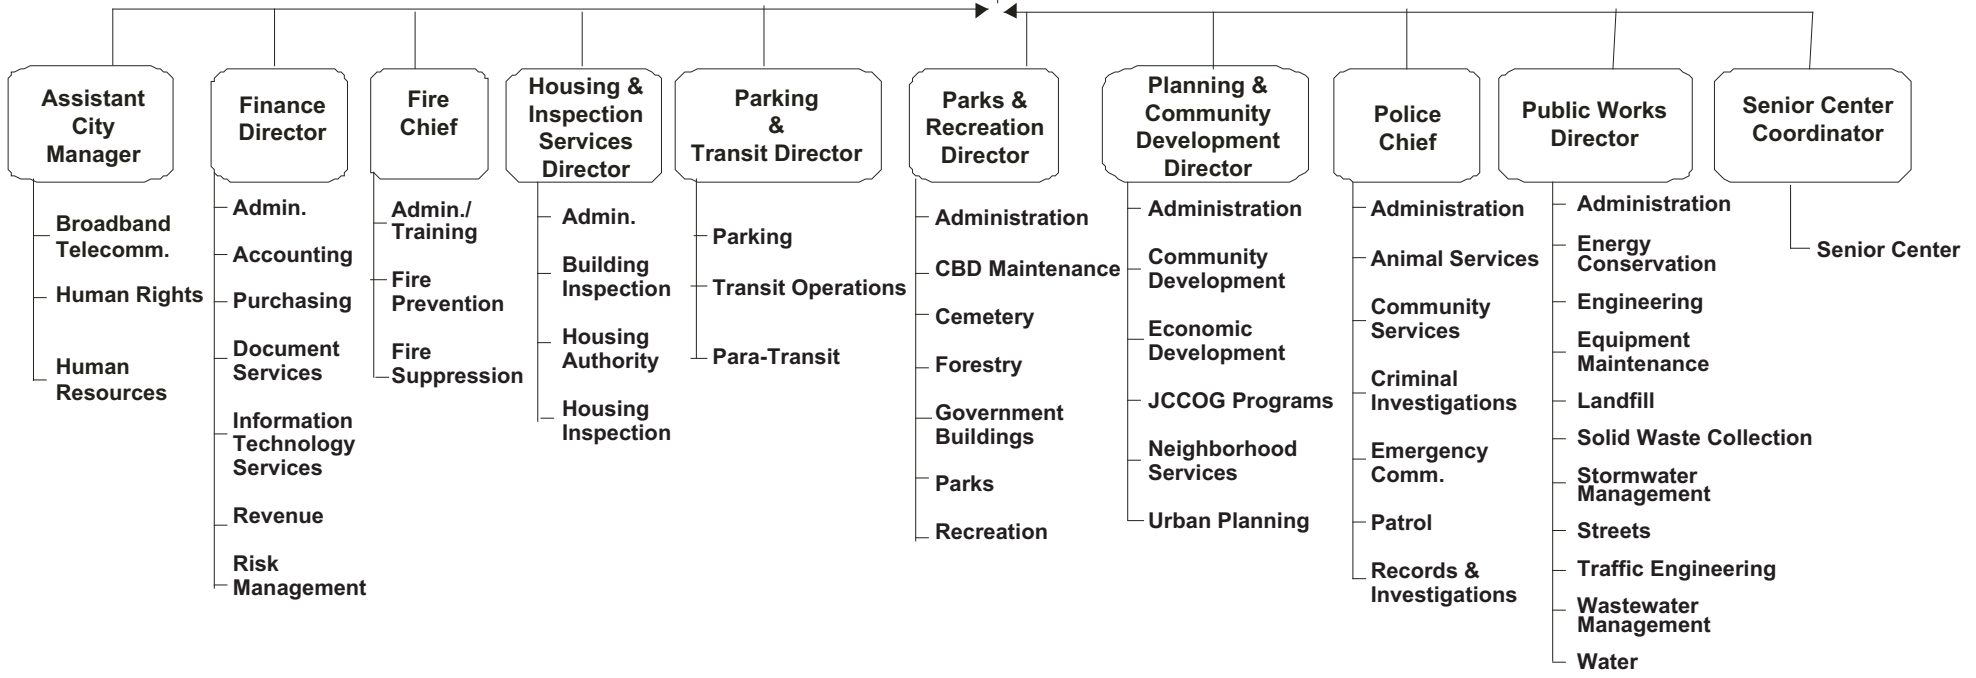 Assistant
City
Manager
Broadband
Telecomm.
Human Rights
Human
Resources
Finance
Director
Admin.
Accounting
Purchasing
Document
Services
Information
Technology
Services
Revenue
Risk
Management
Fire
Chief
Admin./
Training
Fire
Prevention
Fire
Suppression
Housing &
Inspection
Services
Director
Admin.
Building
Inspection
Housing
Authority
Housing
Inspection
Parking
&
Transit Director
Parking
Transit Operations
Para-Transit
Parks &
Recreation
Director
Administration
CBD Maintenance
Cemetery
Forestry
Government
Buildings
Parks
Recreation
Planning &
Community
Development
Director
Administration
Community
Development
Economic
Development
JCCOG Programs
Neighborhood
Services
Urban Planning
Police
Chief
Administration
Animal Services
Community
Services
Criminal
Investigations
Emergency
Comm.
Patrol
Records &
Investigations
Public Works
Director
Administration
Energy
Conservation
Engineering
Equipment
Maintenance
Landfill
Solid Waste Collection
Stormwater
Management
Streets
Traffic Engineering
Wastewater
Management
Water
Senior Center
Coordinator
Senior Center